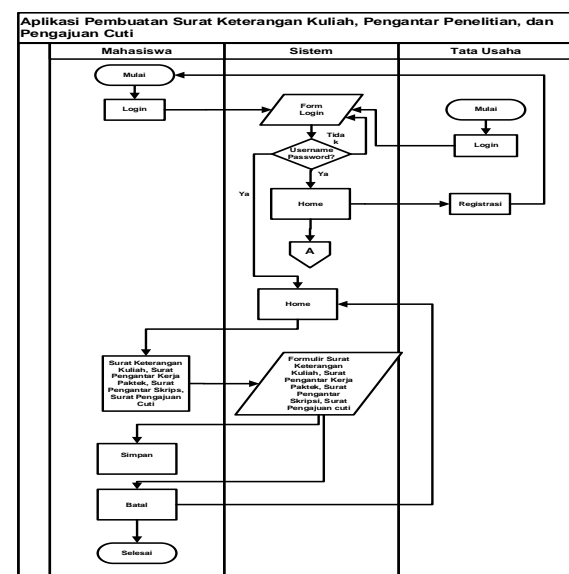 Aplikasi Pembuatan Surat Keterangan Kuliah, Pengantar Penelitian, dan
Pengajuan Cuti
Mahasiswa
Sistem
Tata Usaha
Mulai
Login
Form
Login
Mulai
Login
Tida
k
Username
Password?
Ya
Ya
Home
Registrasi
A
Home
Surat Keterangan
Kuliah, Surat
Pengantar Kerja
Paktek, Surat
Pengantar Skrips,
Surat Pengajuan
Cuti
Formulir Surat
Keterangan
Kuliah, Surat
Pengantar Kerja
Paktek, Surat
Pengantar
Skripsi, Surat
Pengajuan cuti
Simpan
Batal
Selesai